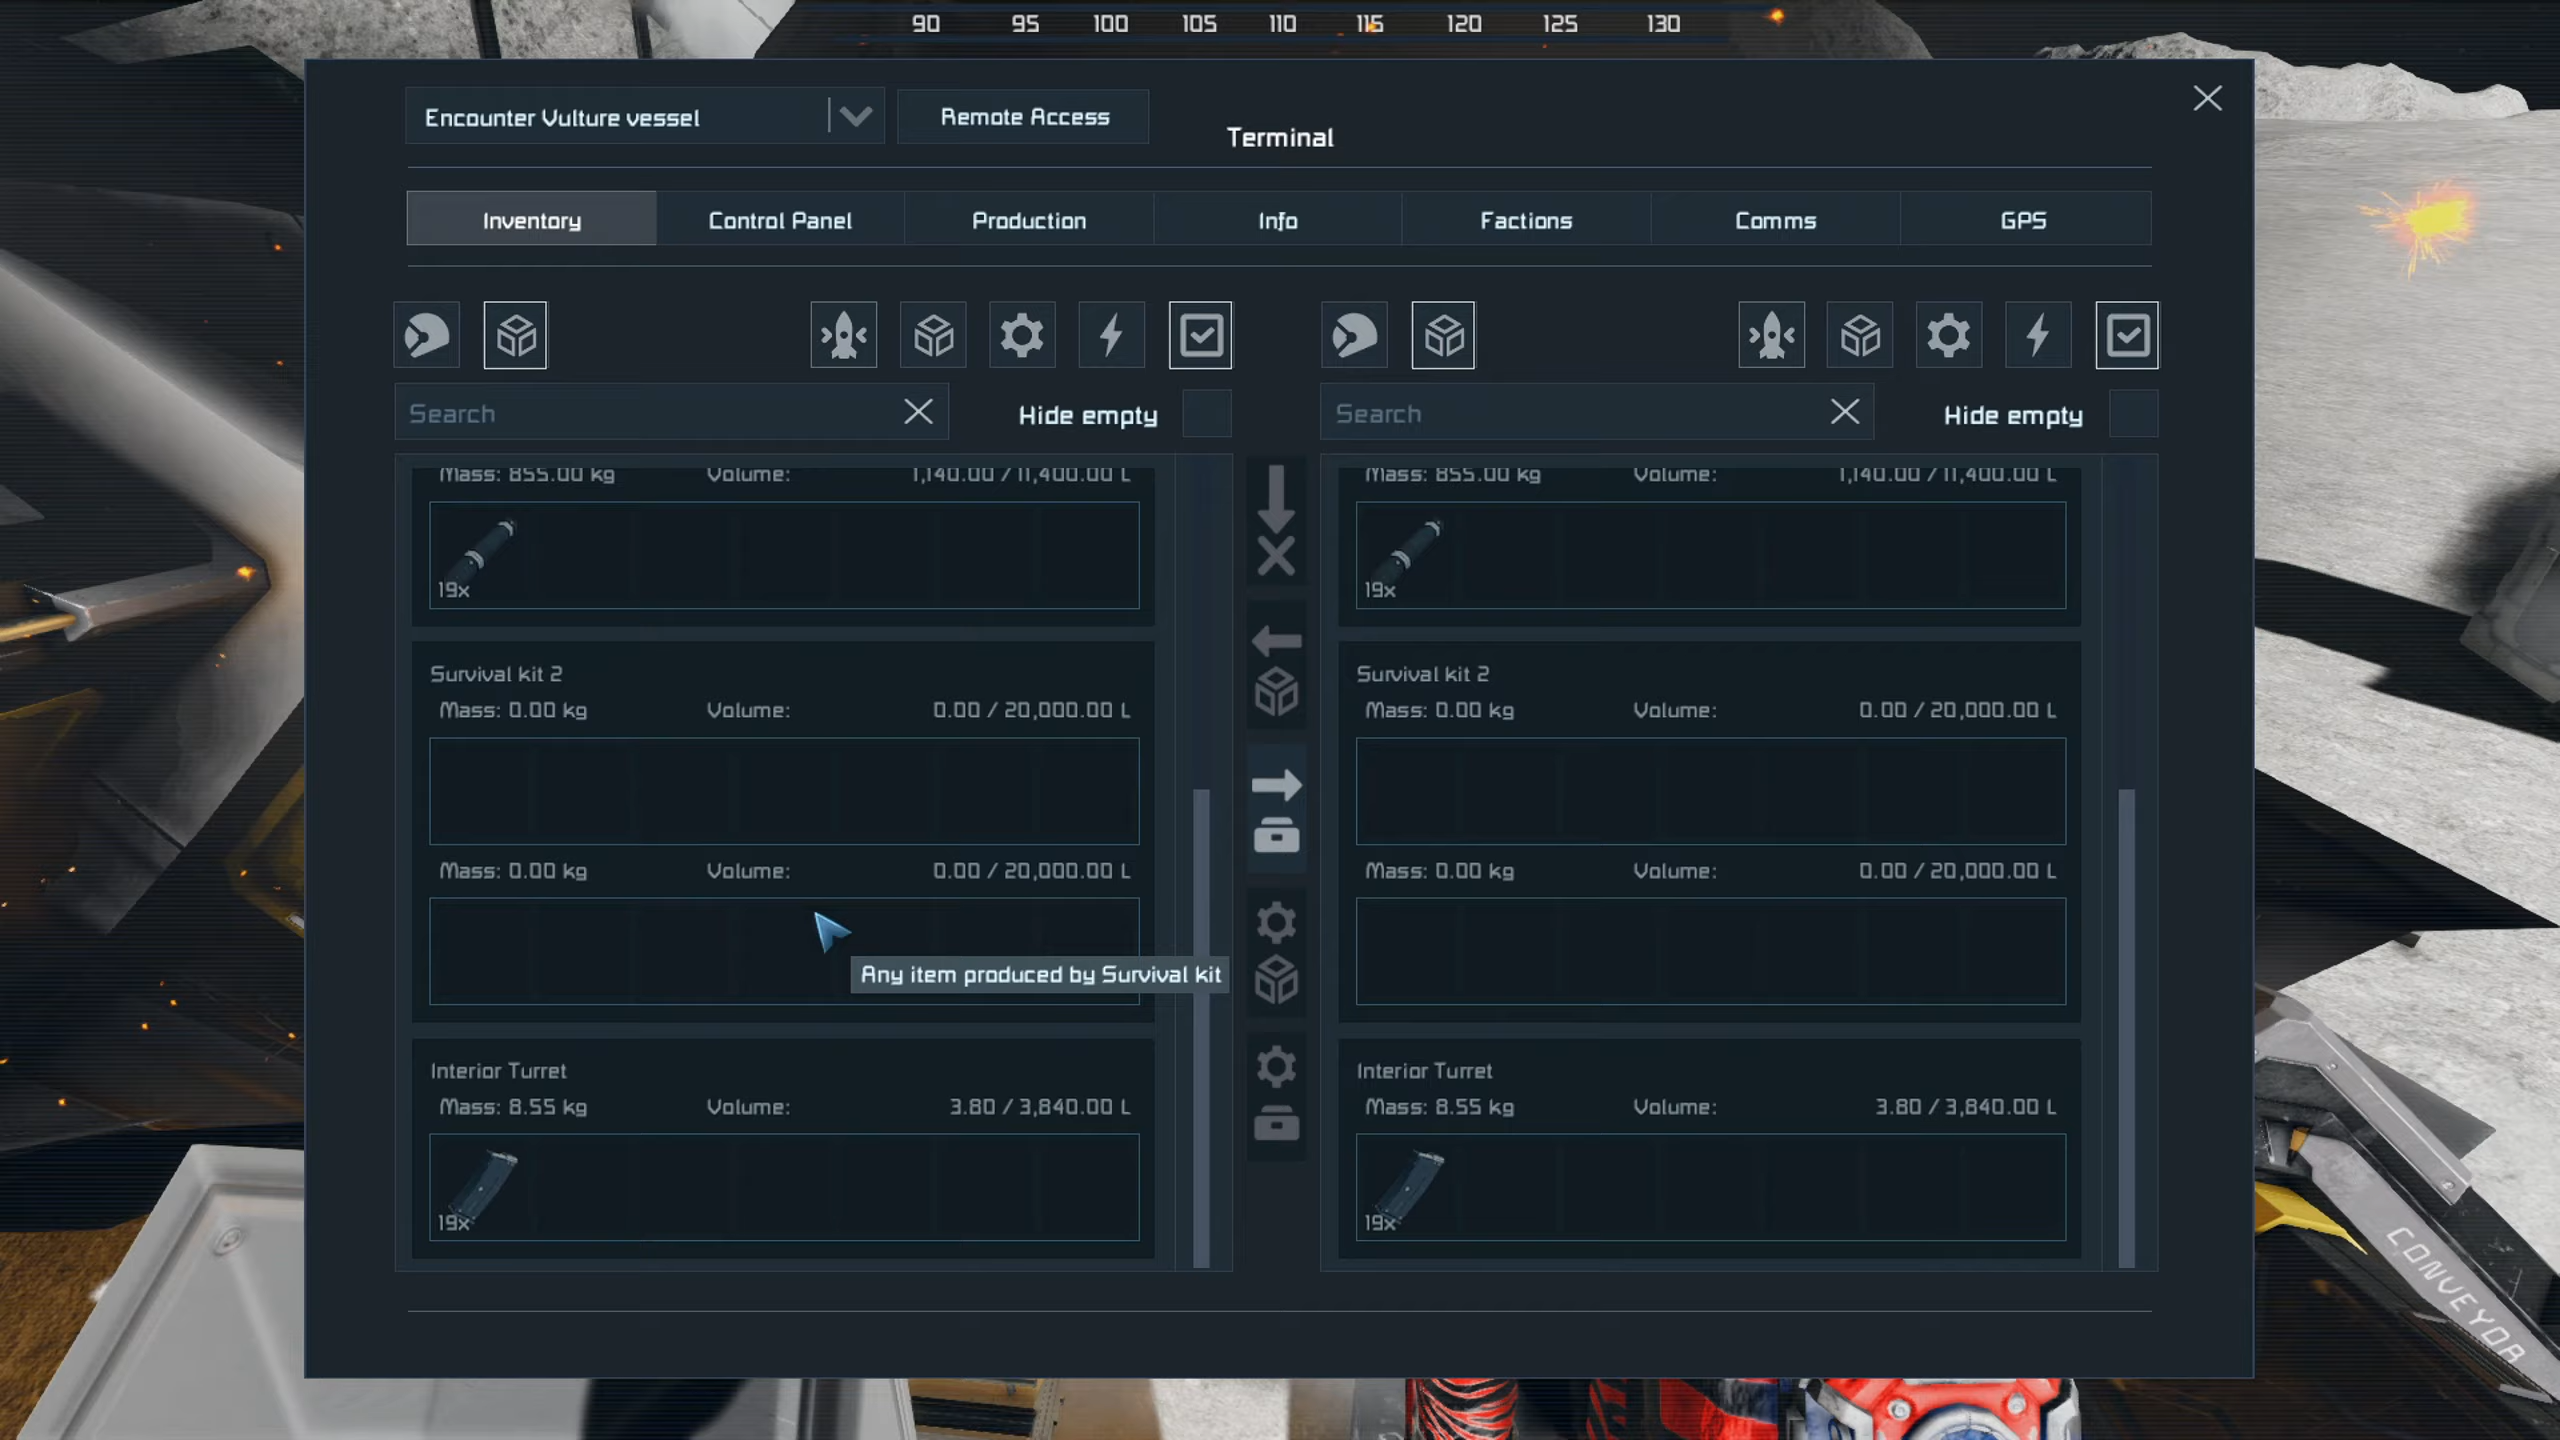 90 95 100 105 110 115 120 125 130
Encounter Vulture vessel
Remote Access
Terminal
Inventory
Control Panel
Production
Info
Factions
Comms
GPS
Search
Hide empty
Search
Hide empty
Mass: 855.00 kg Volume: 1,140.00 / 11,400.00 L
19x
Survival kit 2
Mass: 0.00 kg Volume: 0.00 / 20,000.00 L
Mass: 0.00 kg Volume: 0.00 / 20,000.00 L
Any item produced by Survival kit
Interior Turret
Mass: 8.55 kg Volume: 3.80 / 3,840.00 L
19x
Mass: 855.00 kg Volume: 1,140.00 / 11,400.00 L
19x
Survival kit 2
Mass: 0.00 kg Volume: 0.00 / 20,000.00 L
Mass: 0.00 kg Volume: 0.00 / 20,000.00 L
Interior Turret
Mass: 8.55 kg Volume: 3.80 / 3,840.00 L
19x
CONVEYOR